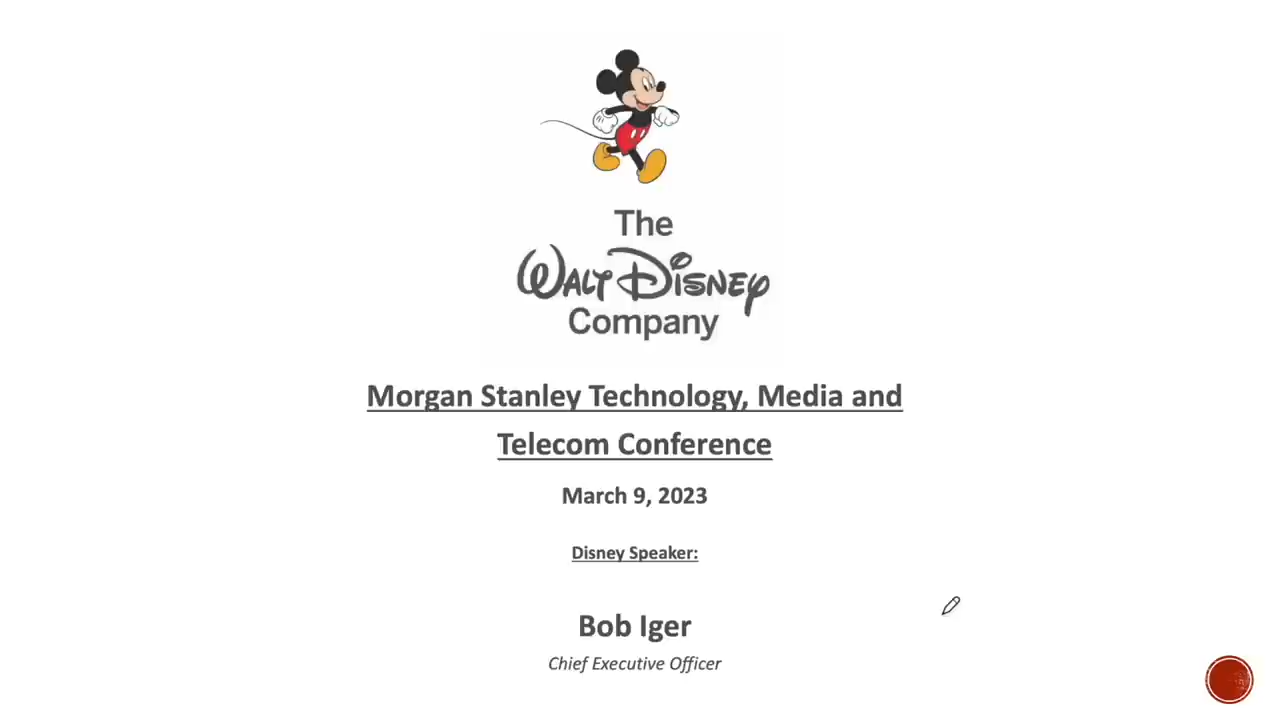 The
Walt Disney
Company
Morgan Stanley Technology, Media and
Telecom Conference
March 9, 2023
Disney Speaker:
Bob Iger
Chief Executive Officer